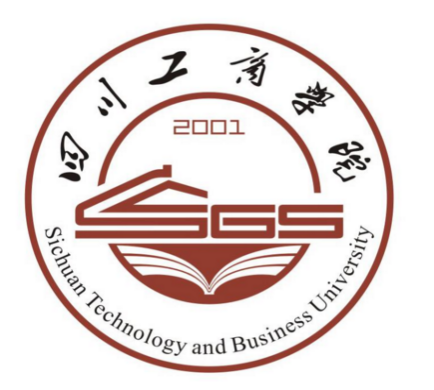 四川工商学院
2001
SGS
Sichuan Technology and Business University